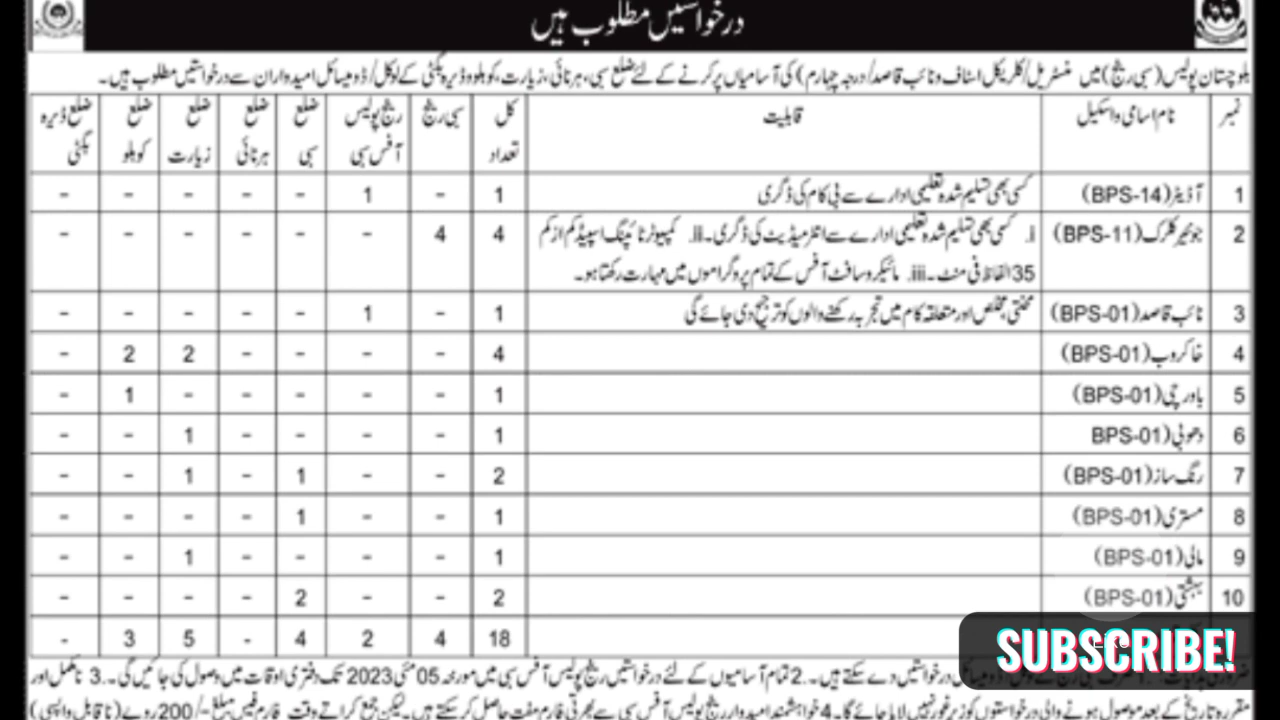 درخواستیں مطلوب ہیں
بلوچستان پولیس (سبی رینج) میں منسٹریل/کلریکل اسٹاف و نائب قاصد/درجہ چہارم) کی آسامیاں پر کرنے کے لئے ضلع سبی، ہرنائی، زیارت، کوہلو و ڈیرہ بگٹی کے لوکل/ڈومیسائل امیدواران سے درخواستیں مطلوب ہیں۔
نمبر نام اسامی و اسکیل قابلیت کل تعداد سبی رینج رینج پولیس آفس سبی ضلع سبی ضلع ہرنائی ضلع زیارت ضلع کوہلو ضلع ڈیرہ بگٹی
1 آڈیٹر (BPS-14) کسی بھی تسلیم شدہ تعلیمی ادارے سے بی کام کی ڈگری 1 - 1 - - - - -
2 جونیئر کلرک (BPS-11) i. کسی بھی تسلیم شدہ تعلیمی ادارے سے انٹرمیڈیٹ کی ڈگری۔ ii. کمپیوٹر ٹائپنگ اسپیڈ کم از کم 4 4 - - - - - -
35 الفاظ فی منٹ۔ iii. مائیکروسافٹ آفس کے تمام پروگراموں میں مہارت رکھتا ہو۔
3 نائب قاصد (BPS-01) محنتی، مخلص اور متعلقہ کام میں تجربہ رکھنے والوں کو ترجیح دی جائے گی 1 - 1 - - - - -
4 خاکروب (BPS-01) 4 - - - - 2 2 -
5 باورچی (BPS-01) 1 - - - - - 1 -
6 دھوبی (BPS-01 1 - - - - 1 - -
7 رنگ ساز (BPS-01) 2 - - 1 - 1 - -
8 مستری (BPS-01) 1 - - 1 - - - -
9 مالی (BPS-01) 1 - - - - 1 - -
10 بہشتی (BPS-01) 2 - - 2 - - - -
18 4 2 4 - 5 3 -
SUBSCRIBE!
درخواستیں دے سکتے ہیں۔ 2 تمام آسامیوں کے لئے درخواستیں رینج پولیس آفس سبی میں مورخہ 05 مئی 2023 تک دفتری اوقات میں وصول کی جائیں گی۔ 3 نامکمل اور
مقررہ تاریخ کے بعد موصول ہونے والی درخواستوں کو زیر غور نہیں لایا جائے گا۔ 4 خواہشمند امیدوار رینج پولیس آفس سبی سے بھرتی فارم مفت حاصل کر سکتے ہیں۔ لیکن جمع کراتے وقت فارم فیس مبلغ -/200 روپے (ناقابل واپسی)